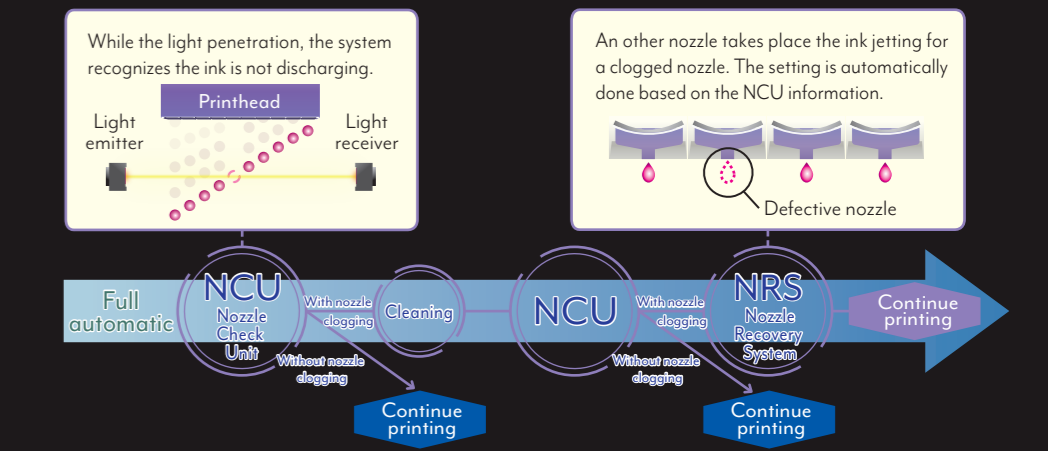 While the light penetration, the system
recognizes the ink is not discharging.
Printhead
Light
emitter
Light
receiver
An other nozzle takes place the ink jetting for
a clogged nozzle. The setting is automatically
done based on the NCU information.
Defective nozzle
Full
automatic
NCU
Nozzle
Check
Unit
With nozzle
clogging
Without nozzle
clogging
Cleaning
Continue
printing
NCU
With nozzle
clogging
Without nozzle
clogging
Continue
printing
NRS
Nozzle
Recovery
System
Continue
printing